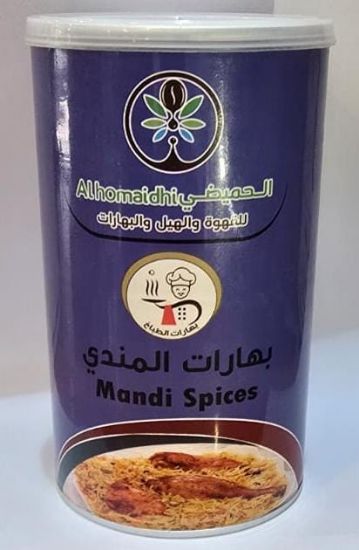 Alhomaidhi الحميضي
للقهوة والهيل والبهارات
بهارات الطباخ
بهارات المندي
Mandi Spices